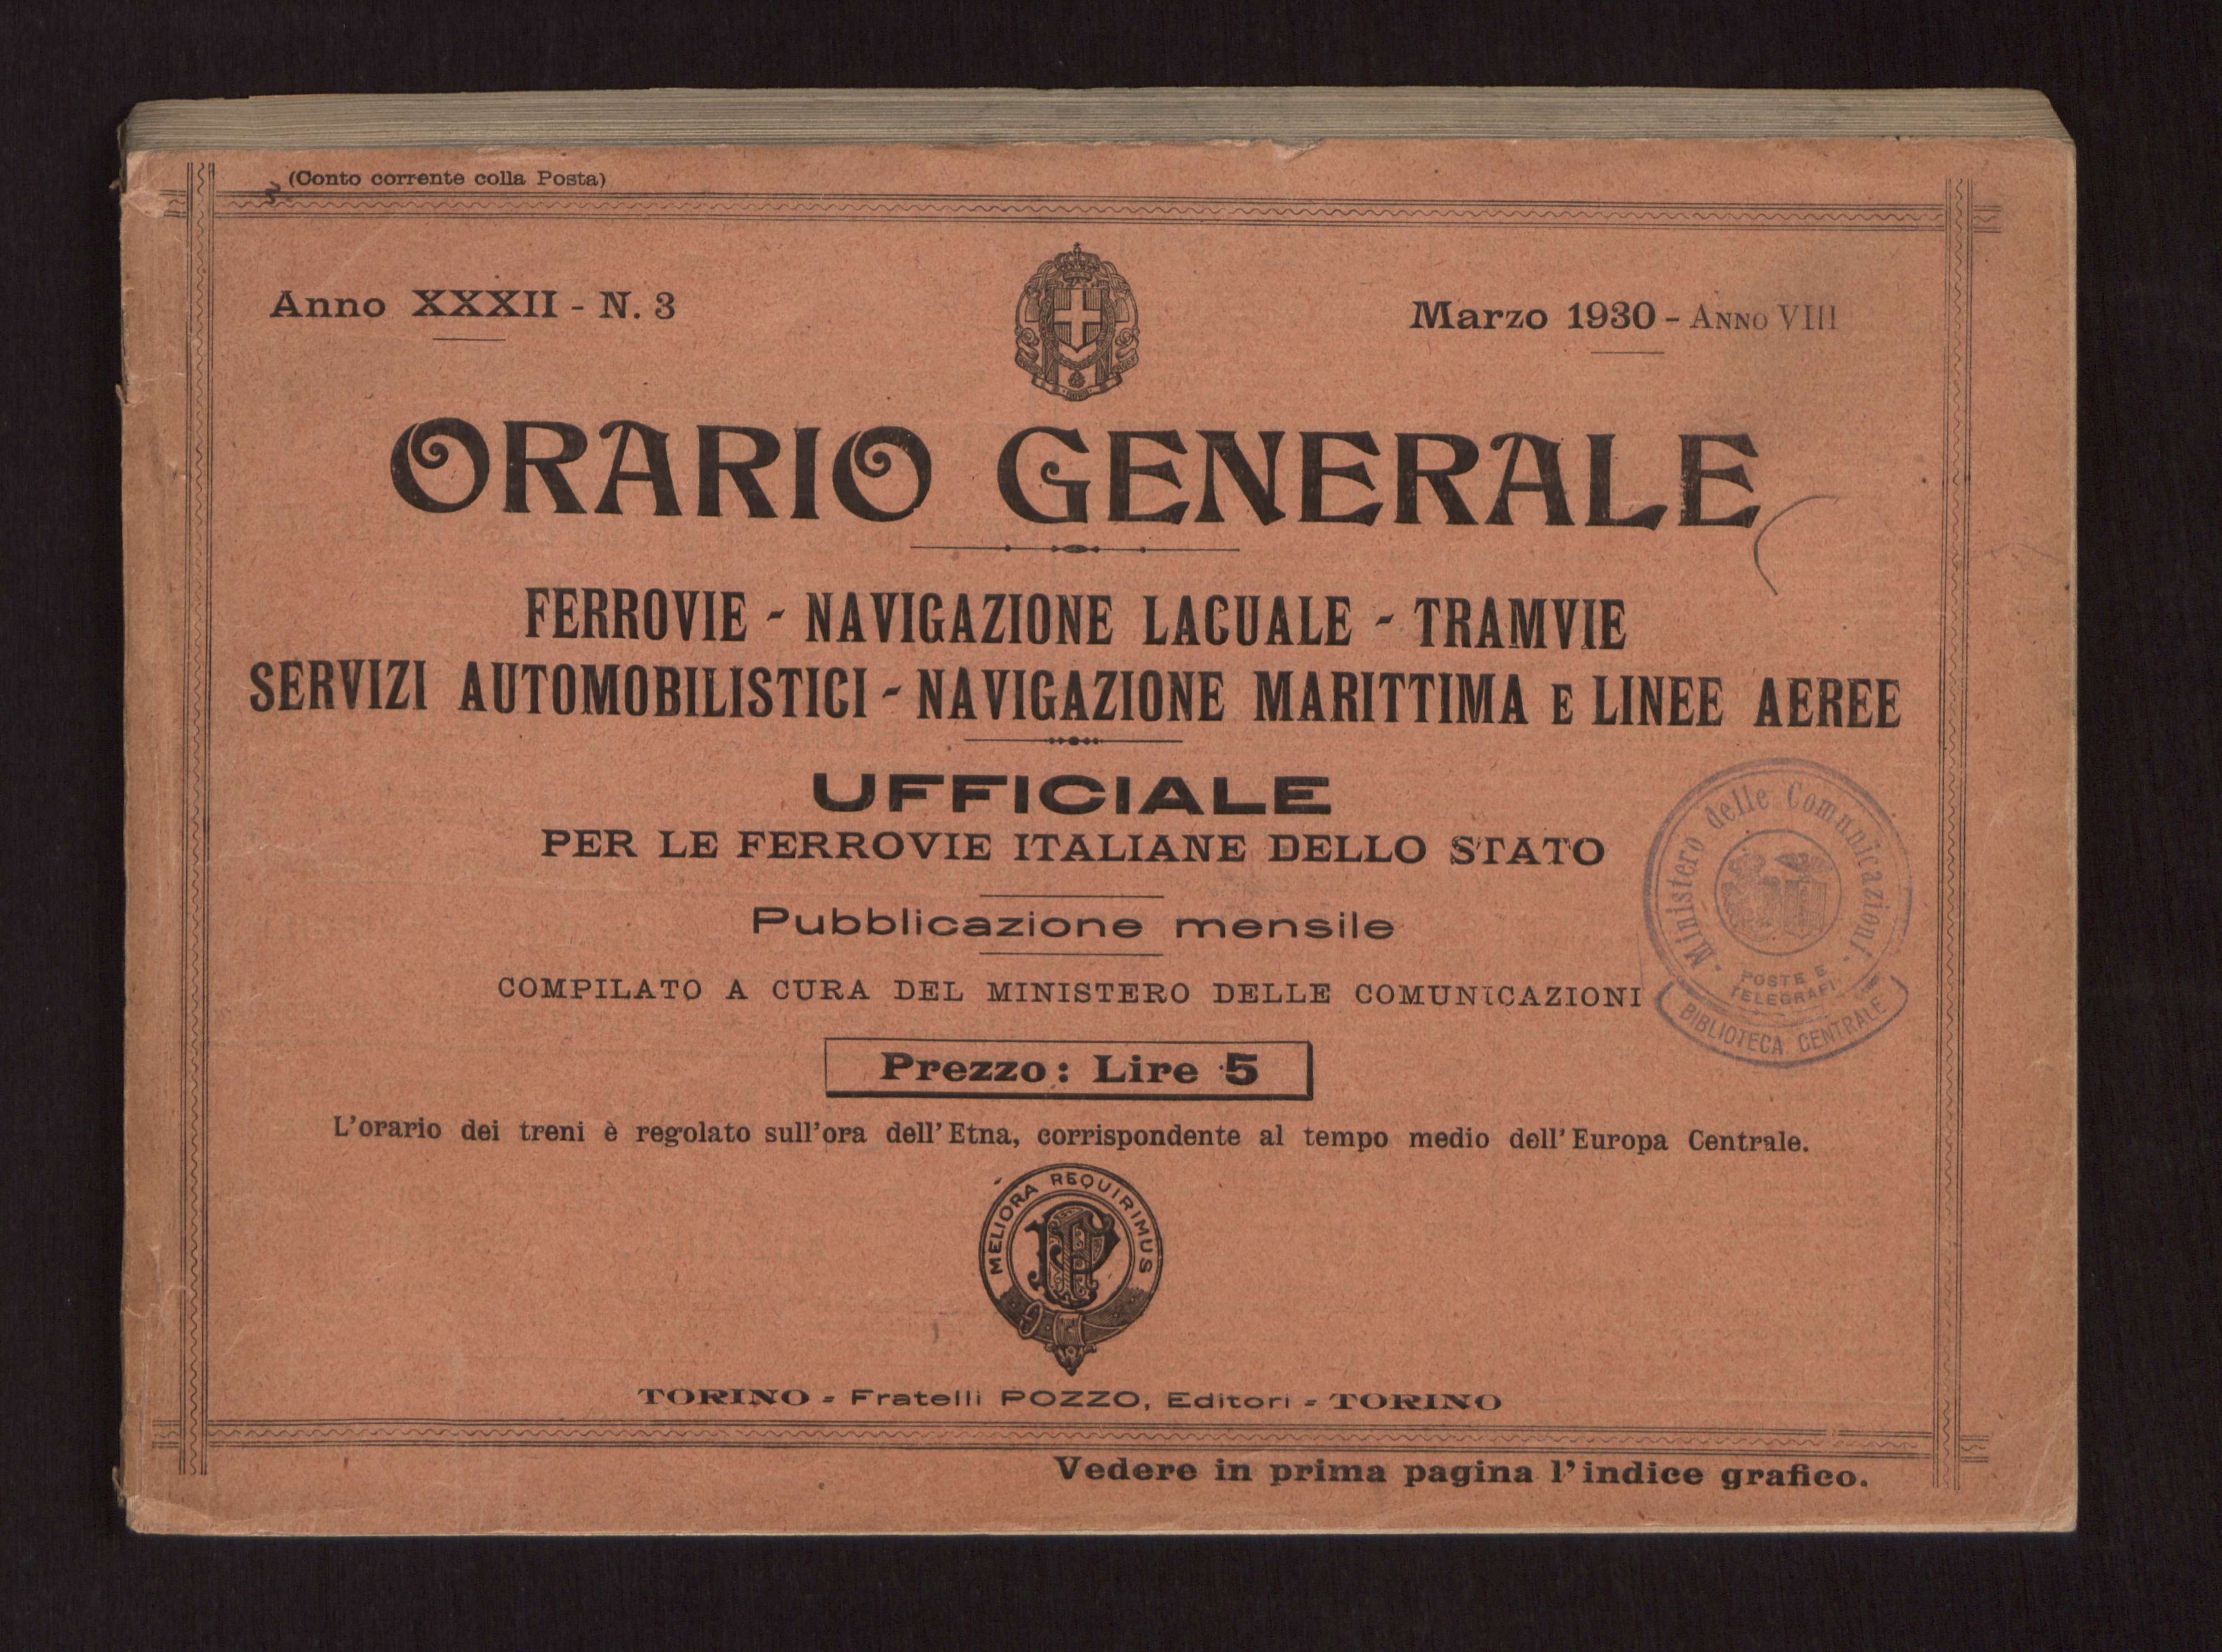 (Conto corrente colla Posta)
Anno XXXII - N. 3
Marzo 1930 - ANNO VIII
ORARIO GENERALE
FERROVIE - NAVIGAZIONE LACUALE - TRAMVIE
SERVIZI AUTOMOBILISTICI - NAVIGAZIONE MARITTIMA E LINEE AEREE
UFFICIALE
PER LE FERROVIE ITALIANE DELLO STATO
Pubblicazione mensile
COMPILATO A CURA DEL MINISTERO DELLE COMUNICAZIONI
· Ministero delle Comunicazioni ·
POSTE E
TELEGRAFI
BIBLIOTECA CENTRALE
Prezzo: Lire 5
L'orario dei treni è regolato sull'ora dell'Etna, corrispondente al tempo medio dell'Europa Centrale.
MELIORA REQUIRIMUS
FP
TORINO - Fratelli POZZO, Editori - TORINO
Vedere in prima pagina l'indice grafico.